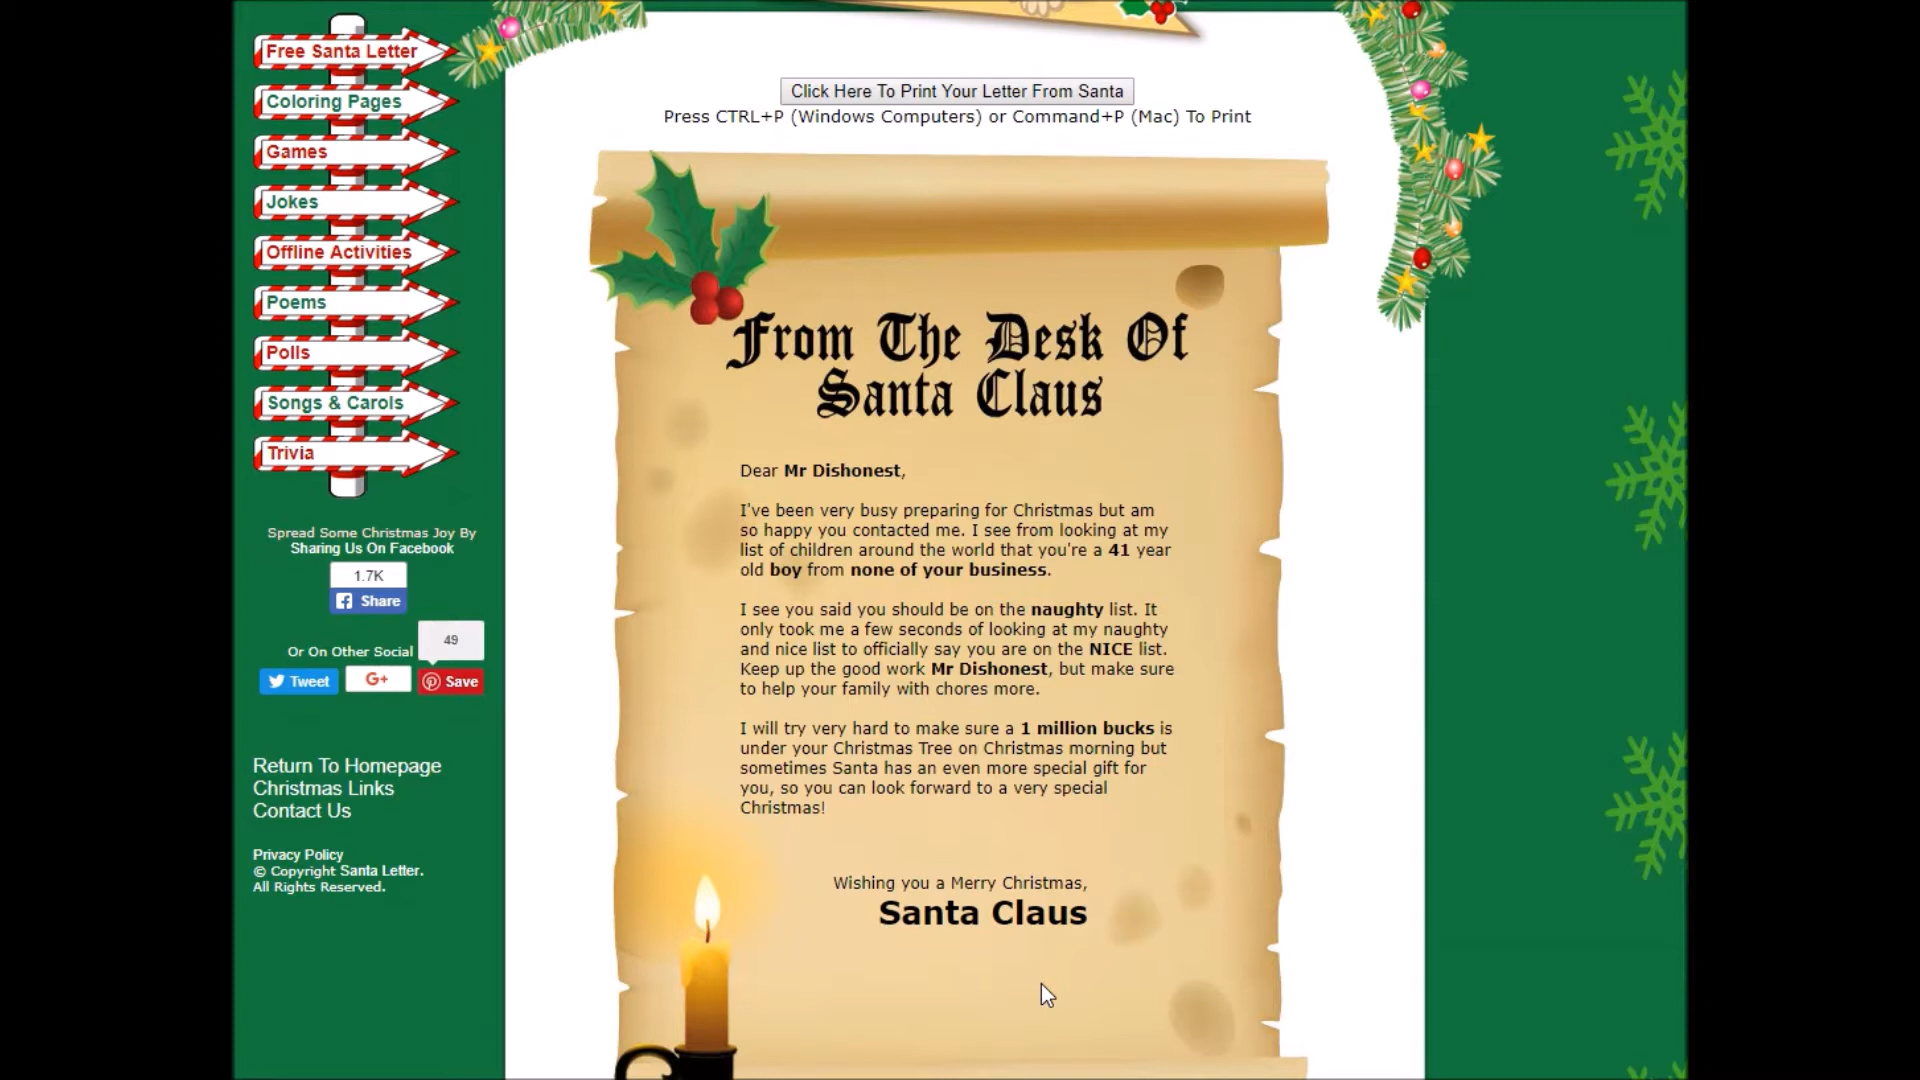 Free Santa Letter
Coloring Pages
Games
Jokes
Offline Activities
Poems
Polls
Songs & Carols
Trivia
Spread Some Christmas Joy By
Sharing Us On Facebook
1.7K
Share
49
Or On Other Social
Tweet
G+
Save
Return To Homepage
Christmas Links
Contact Us
Privacy Policy
© Copyright Santa Letter.
All Rights Reserved.
Click Here To Print Your Letter From Santa
Press CTRL+P (Windows Computers) or Command+P (Mac) To Print
From The Desk Of
Santa Claus
Dear Mr Dishonest,
I've been very busy preparing for Christmas but am
so happy you contacted me. I see from looking at my
list of children around the world that you're a 41 year
old boy from none of your business.
I see you said you should be on the naughty list. It
only took me a few seconds of looking at my naughty
and nice list to officially say you are on the NICE list.
Keep up the good work Mr Dishonest, but make sure
to help your family with chores more.
I will try very hard to make sure a 1 million bucks is
under your Christmas Tree on Christmas morning but
sometimes Santa has an even more special gift for
you, so you can look forward to a very special
Christmas!
Wishing you a Merry Christmas,
Santa Claus